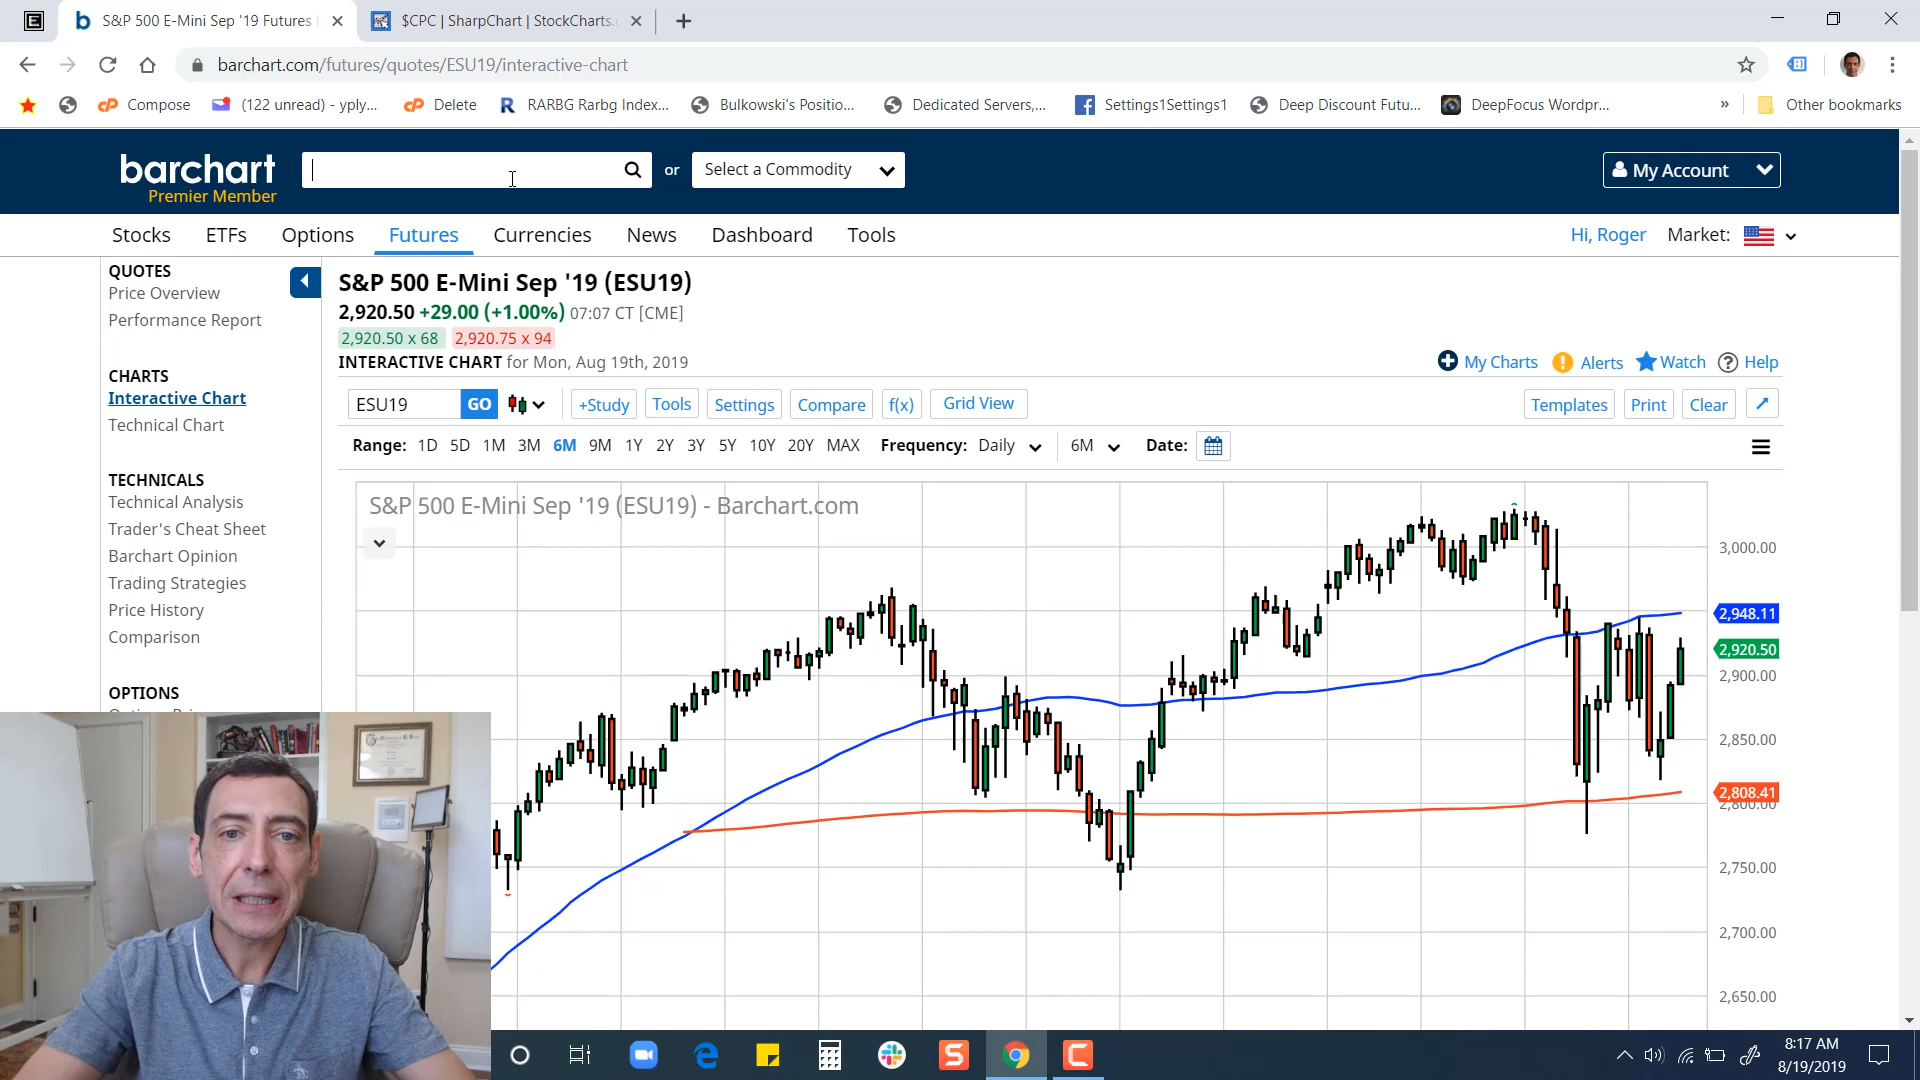 S&P 500 E-Mini Sep '19 Futures
$CPC | SharpChart | StockCharts.
barchart.com/futures/quotes/ESU19/interactive-chart
Compose
(122 unread) - yply...
Delete
RARBG Rarbg Index...
Bulkowski's Positio...
Dedicated Servers,...
Settings1Settings1
Deep Discount Futu...
DeepFocus Wordpr...
»
Other bookmarks
barchart
Premier Member
or
Select a Commodity
My Account
Stocks ETFs Options Futures Currencies News Dashboard Tools
Hi, Roger
Market:
QUOTES
Price Overview
Performance Report
CHARTS
Interactive Chart
Technical Chart
TECHNICALS
Technical Analysis
Trader's Cheat Sheet
Barchart Opinion
Trading Strategies
Price History
Comparison
OPTIONS
S&P 500 E-Mini Sep '19 (ESU19)
2,920.50 +29.00 (+1.00%) 07:07 CT [CME]
2,920.50 x 68 2,920.75 x 94
INTERACTIVE CHART for Mon, Aug 19th, 2019
My Charts Alerts Watch Help
ESU19 GO +Study Tools Settings Compare f(x) Grid View
Templates Print Clear
Range: 1D 5D 1M 3M 6M 9M 1Y 2Y 3Y 5Y 10Y 20Y MAX Frequency: Daily 6M Date:
S&P 500 E-Mini Sep '19 (ESU19) - Barchart.com
3,000.00
2,948.11
2,920.50
2,900.00
2,850.00
2,808.41
2,800.00
2,750.00
2,700.00
2,650.00
8:17 AM
8/19/2019